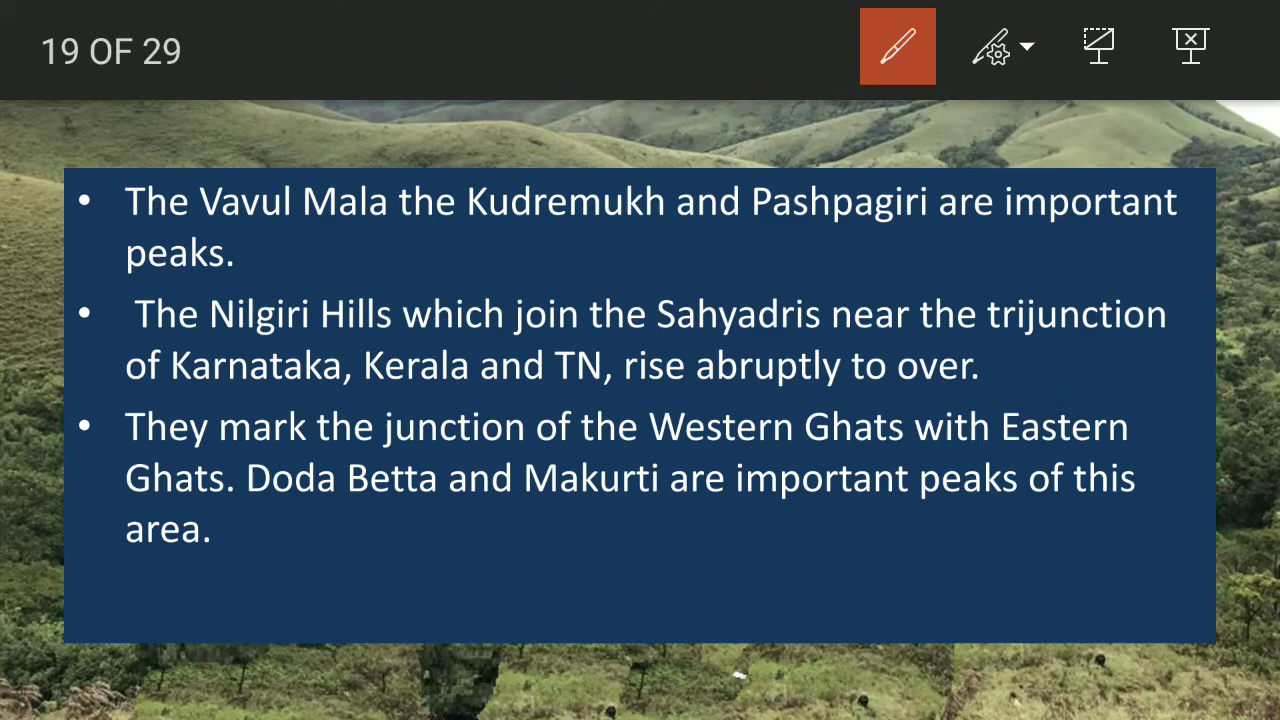 19 OF 29
• The Vavul Mala the Kudremukh and Pashpagiri are important
peaks.
• The Nilgiri Hills which join the Sahyadris near the trijunction
of Karnataka, Kerala and TN, rise abruptly to over.
• They mark the junction of the Western Ghats with Eastern
Ghats. Doda Betta and Makurti are important peaks of this
area.